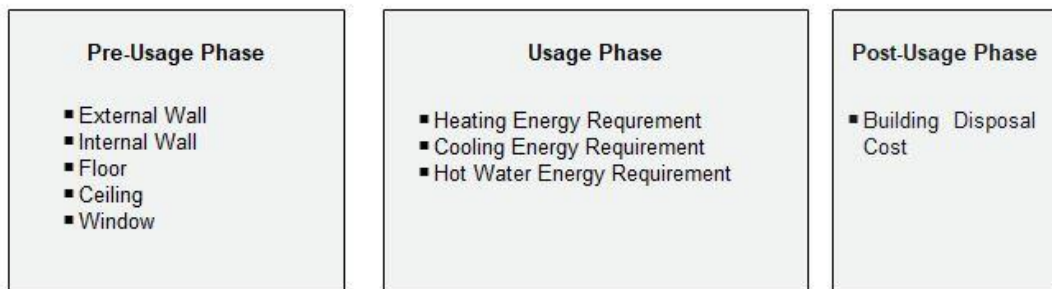 Pre-Usage Phase
■ External Wall
■ Internal Wall
■ Floor
■ Ceiling
■ Window
Usage Phase
■ Heating Energy Requrement
■ Cooling Energy Requirement
■ Hot Water Energy Requirement
Post-Usage Phase
■ Building Disposal
Cost